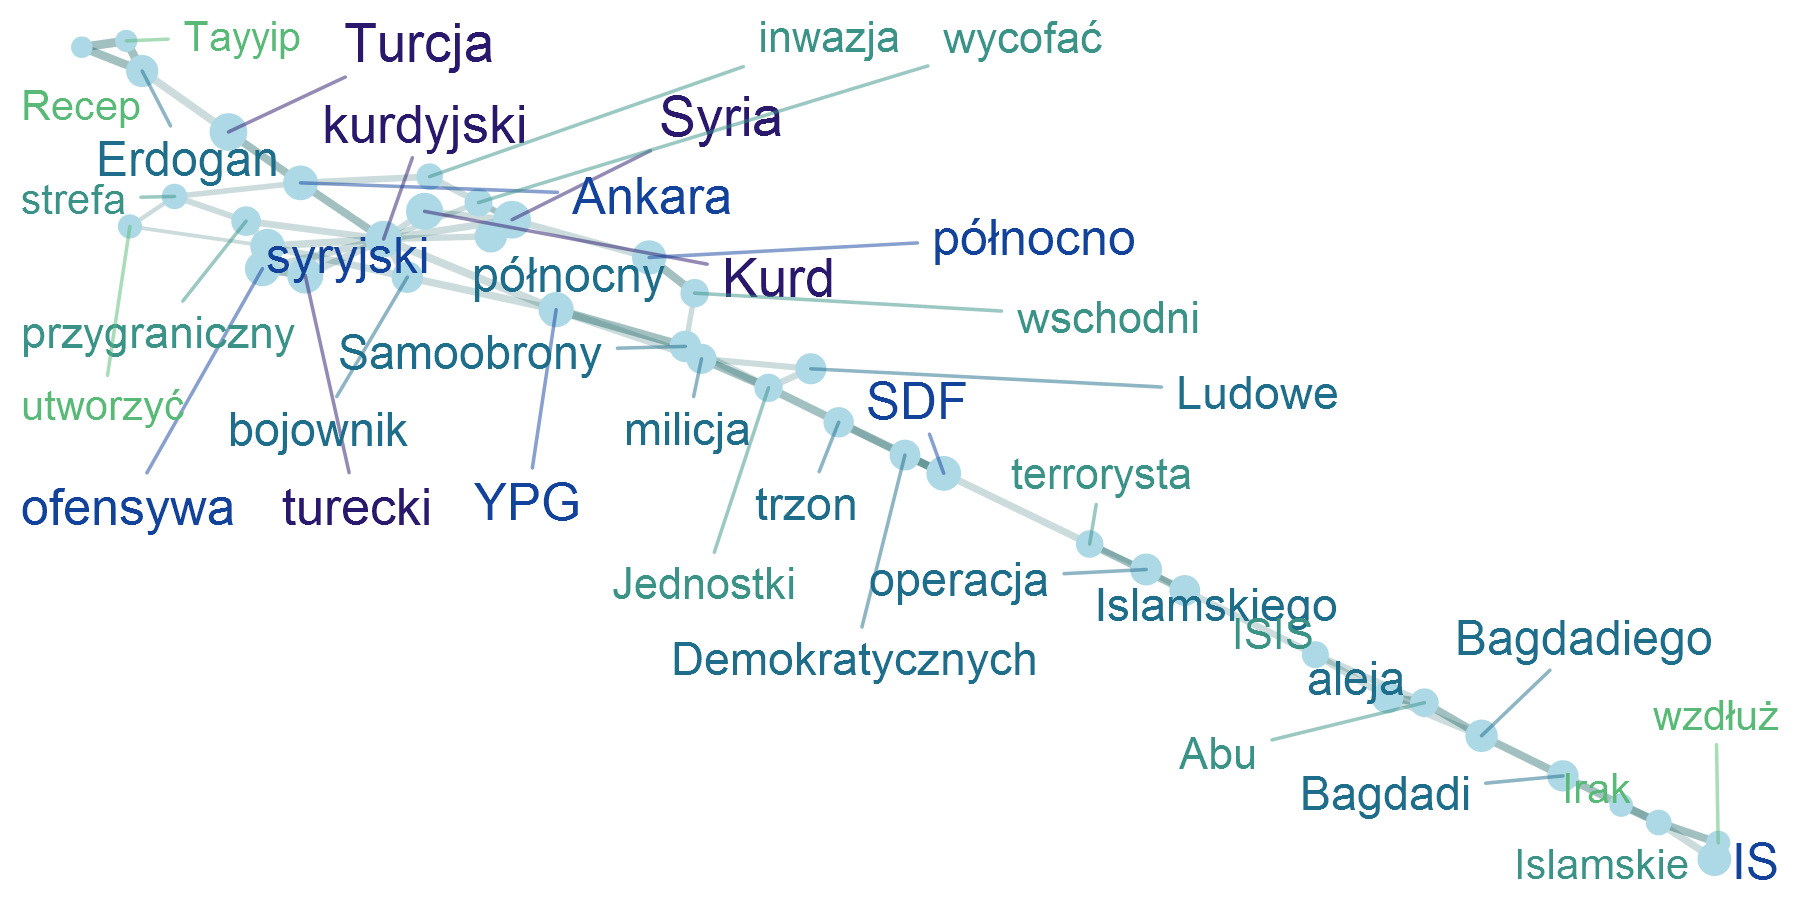 Tayyip
Turcja
inwazja
wycofać
Recep
kurdyjski
Syria
Erdogan
strefa
Ankara
północno
syryjski
północny
Kurd
wschodni
przygraniczny
Samoobrony
Ludowe
utworzyć
bojownik
milicja
SDF
ofensywa
turecki
YPG
trzon
terrorysta
Jednostki
operacja
Islamskiego
ISIS
Demokratycznych
Bagdadiego
aleja
Abu
wzdłuż
Bagdadi
Irak
Islamskie
IS